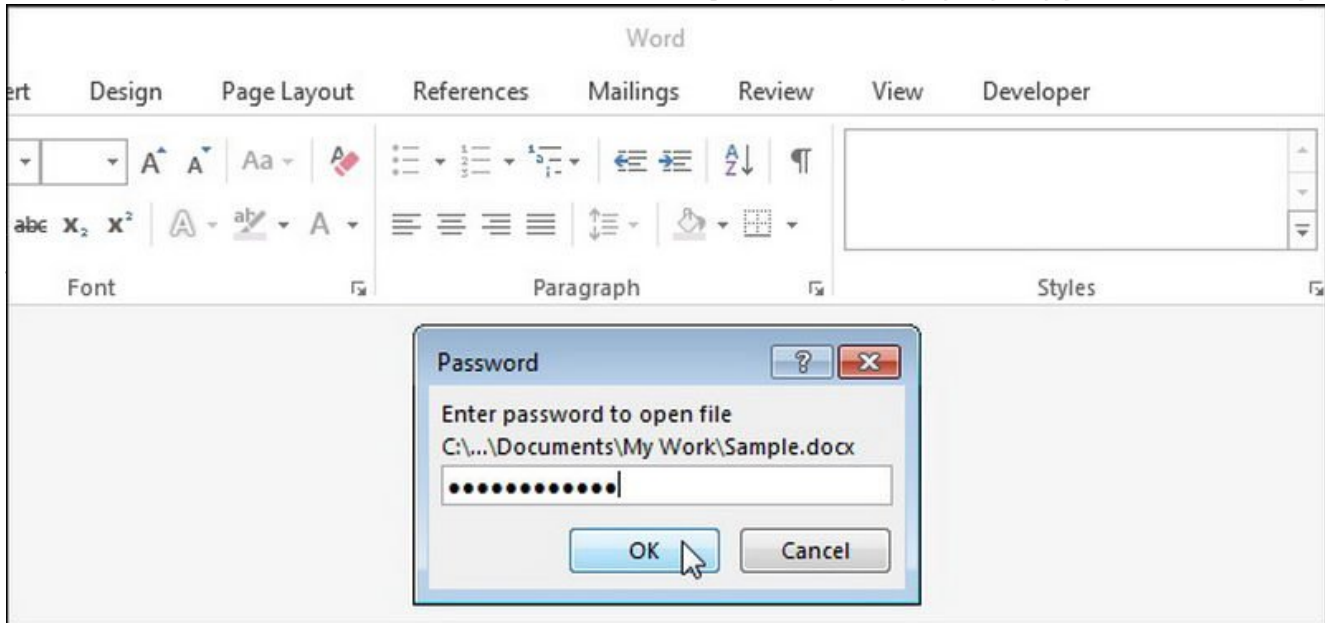 Word
ert Design Page Layout References Mailings Review View Developer
A A Aa A Z ¶
abc X₂ X² A ab A
Font Paragraph Styles
Password
Enter password to open file
C:\...\Documents\My Work\Sample.docx
••••••••••••
OK Cancel